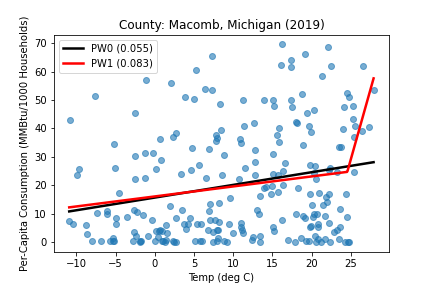 County: Macomb, Michigan (2019)
Per-Capita Consumption (MMBtu/1000 Households)
70
60
50
40
30
20
10
0
PW0 (0.055)
PW1 (0.083)
−10 −5 0 5 10 15 20 25
Temp (deg C)